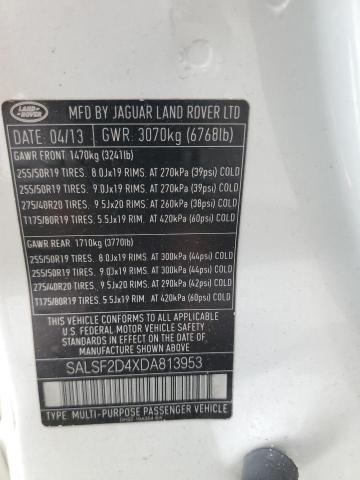 LAND ROVER
MFD BY JAGUAR LAND ROVER LTD
DATE: 04/13 GWR: 3070kg (6768lb)
GAWR FRONT 1470kg (3241lb)
255/50R19 TIRES. 8.0Jx19 RIMS. AT 270kPa (39psi) COLD
255/50R19 TIRES. 9.0Jx19 RIMS. AT 270kPa (39psi) COLD
275/40R20 TIRES. 9.5Jx20 RIMS. AT 260kPa (38psi) COLD
T175/80R19 TIRES. 5.5Jx19 RIMS. AT 420kPa (60psi) COLD
GAWR REAR 1710kg (3770lb)
255/50R19 TIRES. 8.0Jx19 RIMS. AT 300kPa (44psi) COLD
255/50R19 TIRES. 9.0Jx19 RIMS. AT 300kPa (44psi) COLD
275/40R20 TIRES. 9.5Jx20 RIMS. AT 290kPa (42psi) COLD
T175/80R19 TIRES. 5.5Jx19 RIMS. AT 420kPa (60psi) COLD
THIS VEHICLE CONFORMS TO ALL APPLICABLE
U.S. FEDERAL MOTOR VEHICLE SAFETY STANDARDS
IN EFFECT ON THE DATE OF MANUFACTURE SHOWN ABOVE
SALSF2D4XDA813953
TYPE: MULTI-PURPOSE PASSENGER VEHICLE